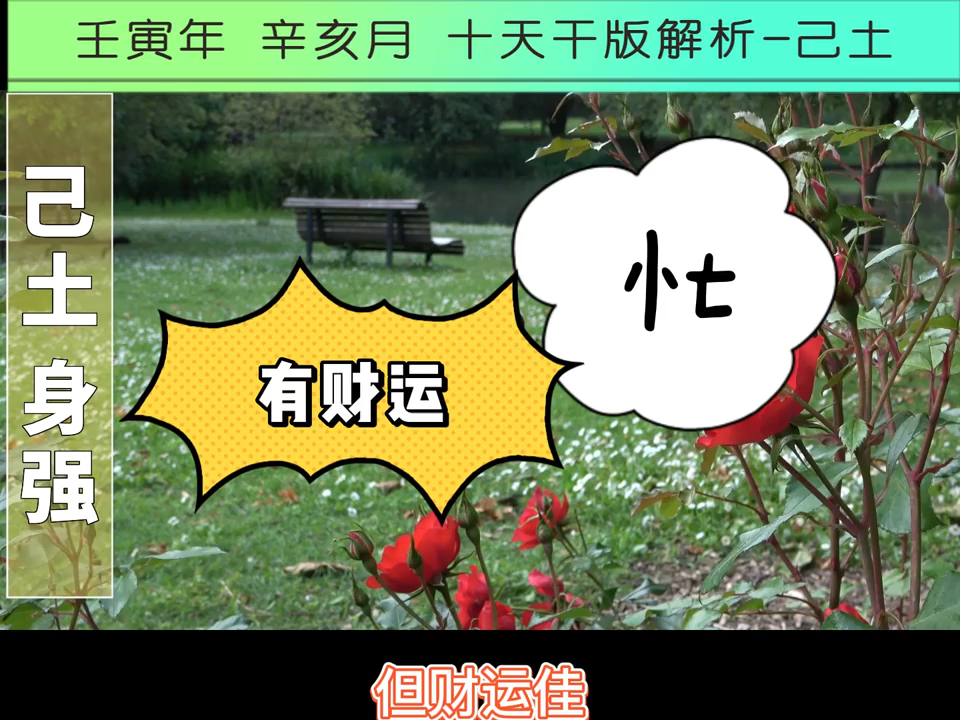 壬寅年 辛亥月 十天干版解析-己土
己土 身强
忙
有财运
但财运佳